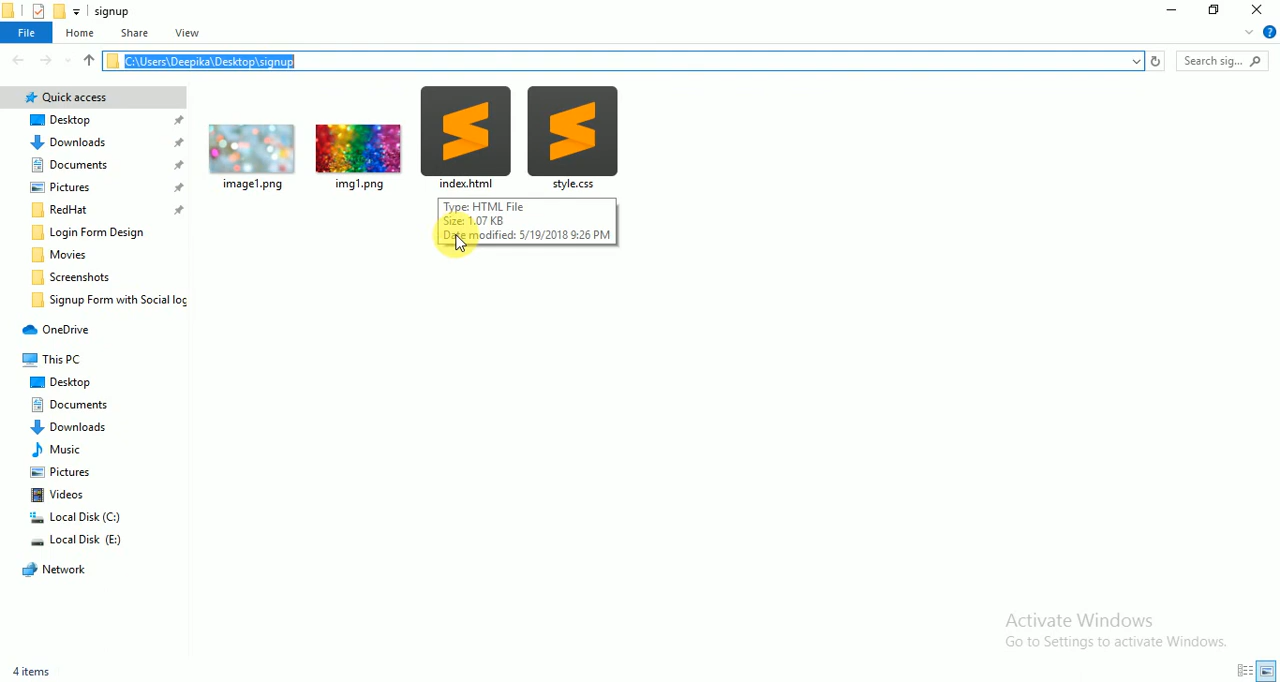 signup
File Home Share View
C:\Users\Deepika\Desktop\signup
Search sig...
Quick access
Desktop
Downloads
Documents
Pictures
RedHat
Login Form Design
Movies
Screenshots
Signup Form with Social log
OneDrive
This PC
Desktop
Documents
Downloads
Music
Pictures
Videos
Local Disk (C:)
Local Disk (E:)
Network
image1.png img1.png index.html style.css
Type: HTML File
Size: 1.07 KB
Date modified: 5/19/2018 9:26 PM
Activate Windows
Go to Settings to activate Windows.
4 items